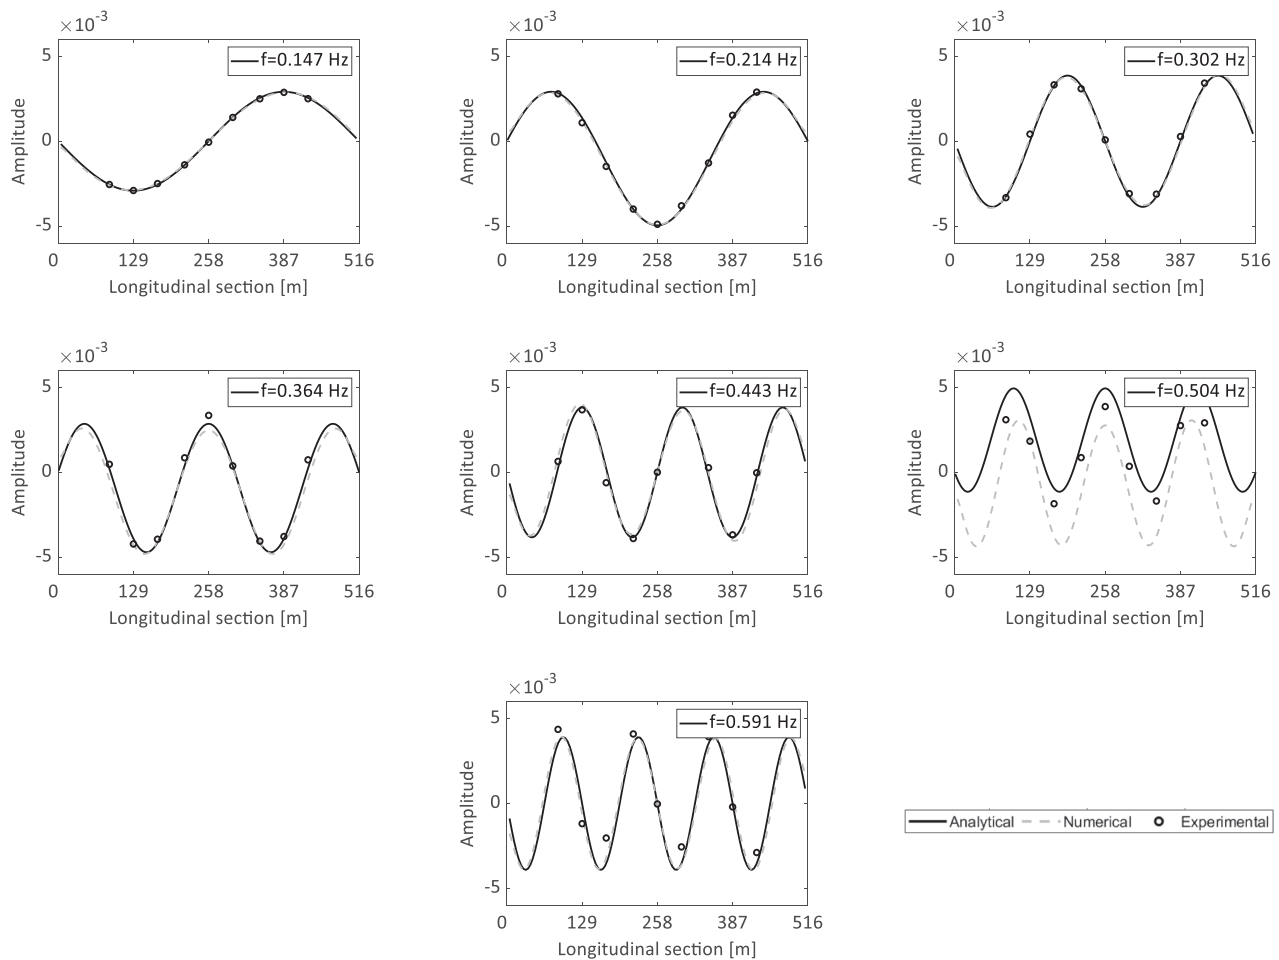 ×10-3
f=0.147 Hz
5
0
-5
Amplitude
0 129 258 387 516
Longitudinal section [m]
×10-3
f=0.214 Hz
5
0
-5
Amplitude
0 129 258 387 516
Longitudinal section [m]
×10-3
f=0.302 Hz
5
0
-5
Amplitude
0 129 258 387 516
Longitudinal section [m]
×10-3
f=0.364 Hz
5
0
-5
Amplitude
0 129 258 387 516
Longitudinal section [m]
×10-3
f=0.443 Hz
5
0
-5
Amplitude
0 129 258 387 516
Longitudinal section [m]
×10-3
f=0.504 Hz
5
0
-5
Amplitude
0 129 258 387 516
Longitudinal section [m]
×10-3
f=0.591 Hz
5
0
-5
Amplitude
0 129 258 387 516
Longitudinal section [m]
Analytical Numerical Experimental